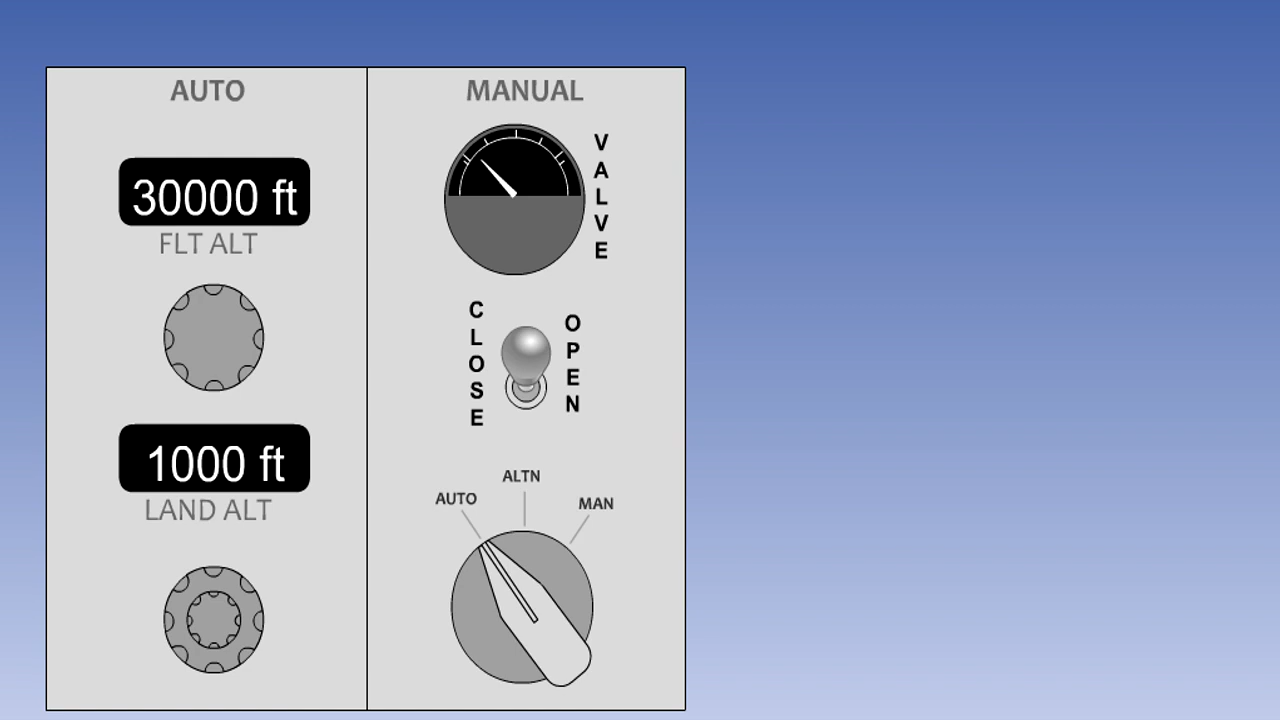 AUTO
30000 ft
FLT ALT
1000 ft
LAND ALT
MANUAL
VALVE
CLOSE
OPEN
ALTN
AUTO
MAN